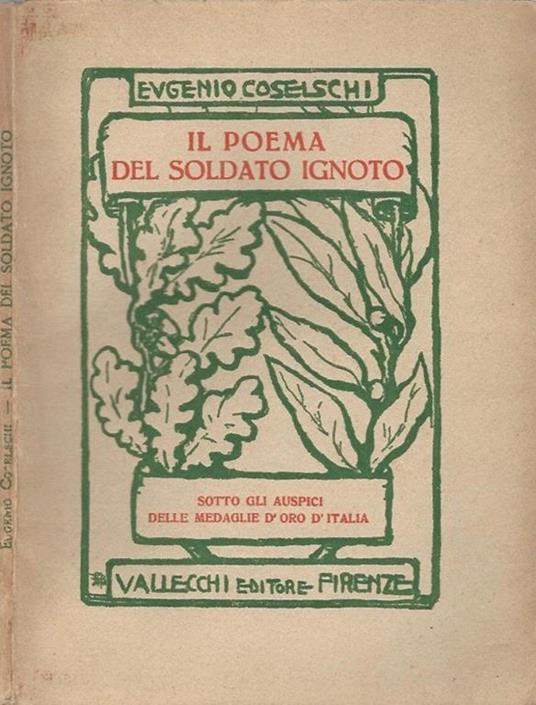 EVGENIO COSELSCHI
IL POEMA
DEL SOLDATO IGNOTO
SOTTO GLI AUSPICI
DELLE MEDAGLIE D'ORO D'ITALIA
VALLECCHI EDITORE - FIRENZE
EUGENIO COSELSCHI — IL POEMA DEL SOLDATO IGNOTO